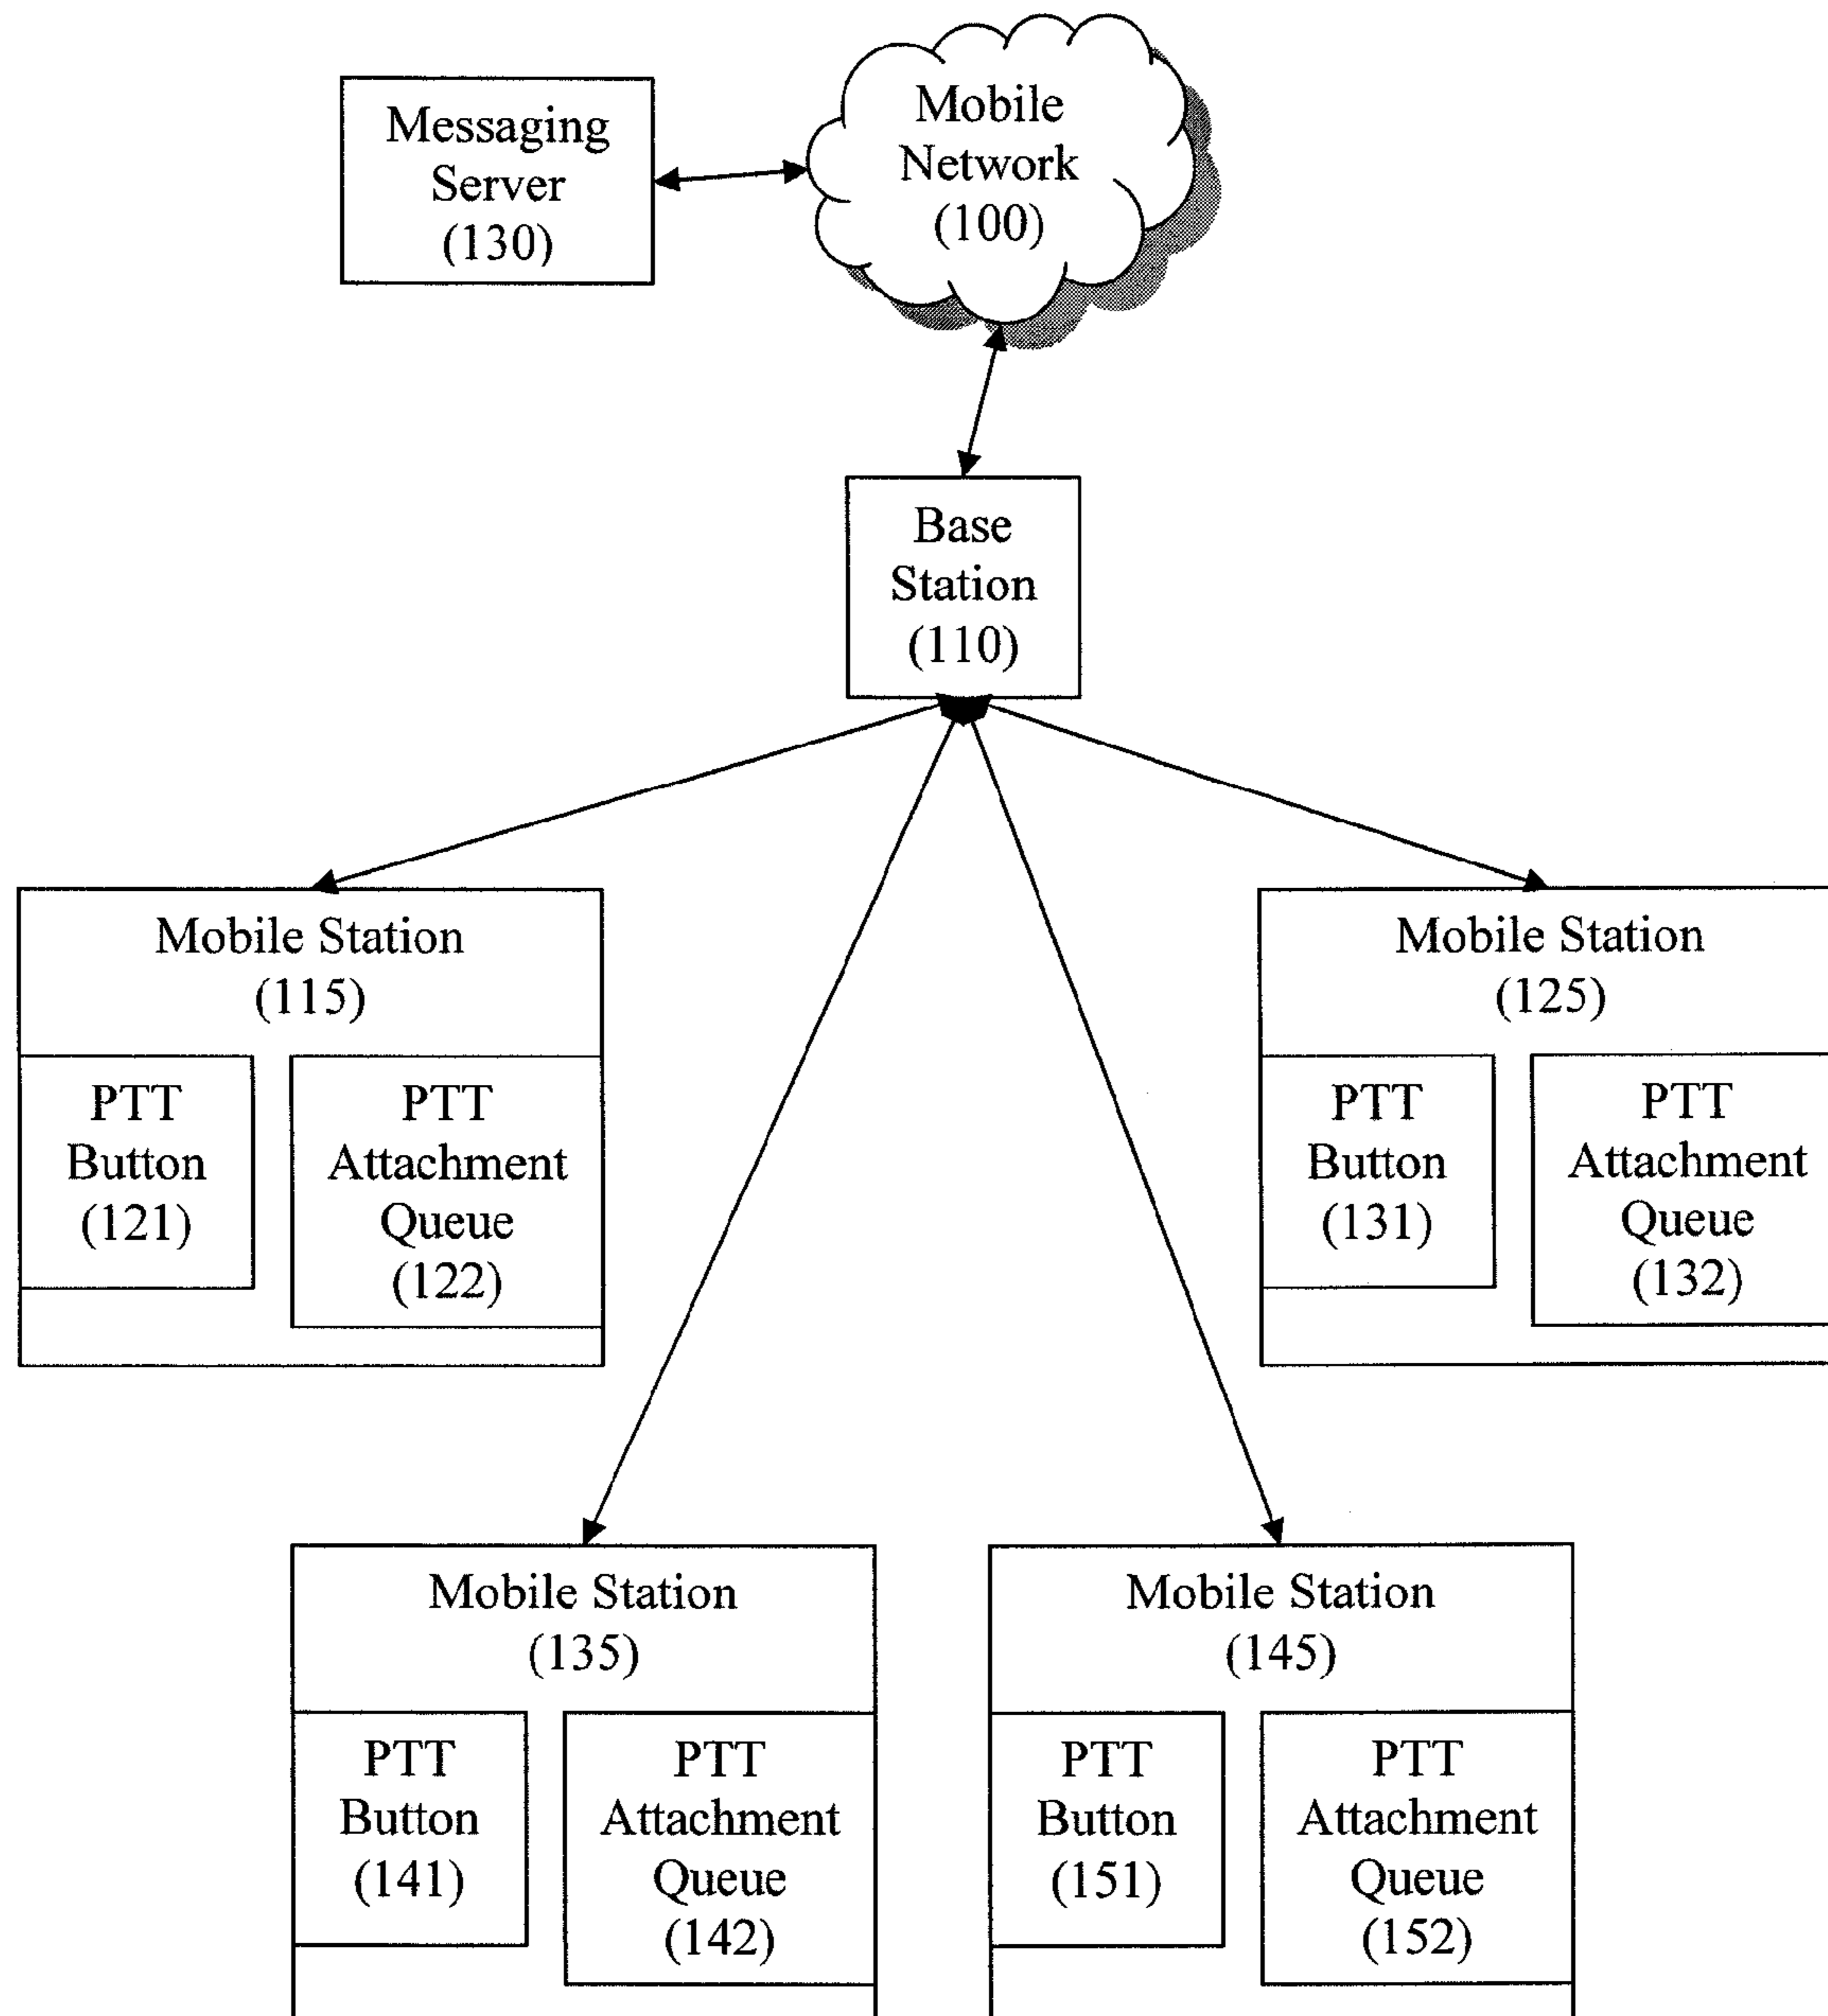 Messaging
Server
(130)
Mobile
Network
(100)
Base
Station
(110)
Mobile Station
(115)
PTT
Button
(121)
PTT
Attachment
Queue
(122)
Mobile Station
(125)
PTT
Button
(131)
PTT
Attachment
Queue
(132)
Mobile Station
(135)
PTT
Button
(141)
PTT
Attachment
Queue
(142)
Mobile Station
(145)
PTT
Button
(151)
PTT
Attachment
Queue
(152)